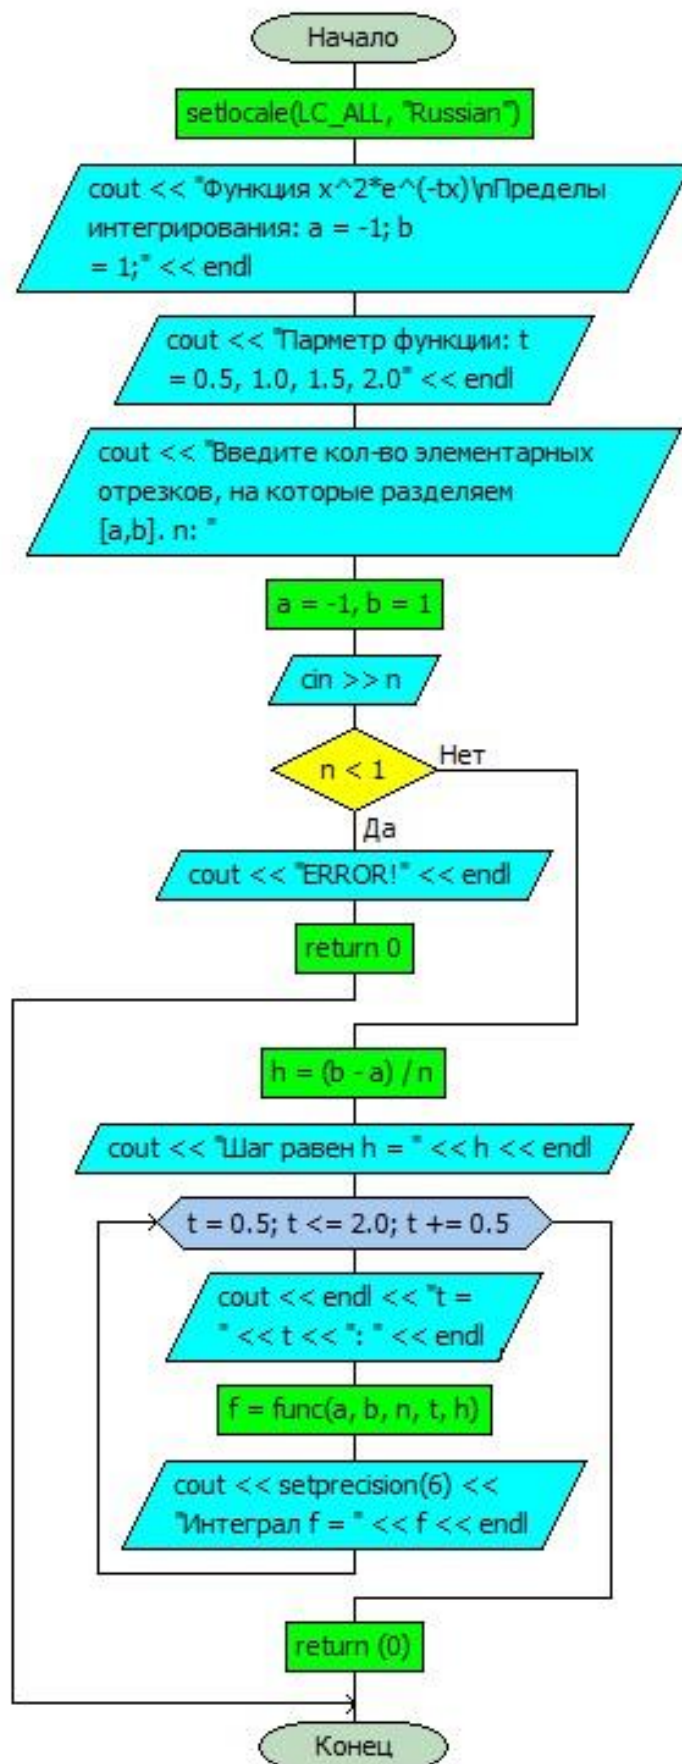 Начало
setlocale(LC_ALL, "Russian")
cout << "Функция x^2*e^(-tx)\nПределы
интегрирования: a = -1; b
= 1;" << endl
cout << "Парметр функции: t
= 0.5, 1.0, 1.5, 2.0" << endl
cout << "Введите кол-во элементарных
отрезков, на которые разделяем
[a,b]. n: "
a = -1, b = 1
cin >> n
n < 1
Нет
Да
cout << "ERROR!" << endl
return 0
h = (b - a) / n
cout << "Шаг равен h = " << h << endl
t = 0.5; t <= 2.0; t += 0.5
cout << endl << "t =
" << t << ": " << endl
f = func(a, b, n, t, h)
cout << setprecision(6) <<
"Интеграл f = " << f << endl
return (0)
Конец